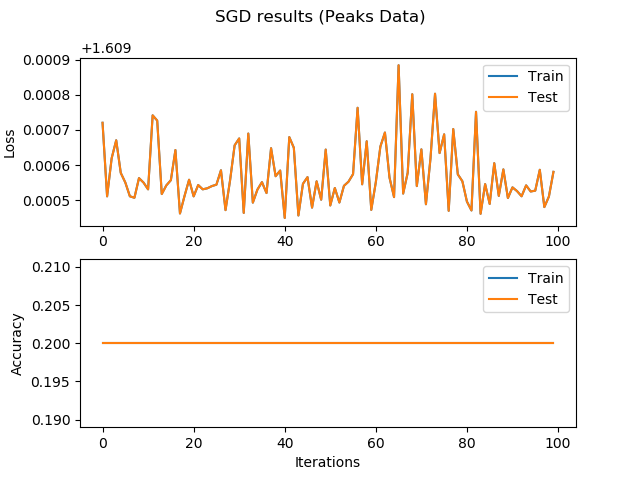 SGD results (Peaks Data)
+1.609
0.0009
0.0008
0.0007
0.0006
0.0005
Loss
Train
Test
0 20 40 60 80 100
0.210
0.205
0.200
0.195
0.190
Accuracy
Train
Test
0 20 40 60 80 100
Iterations